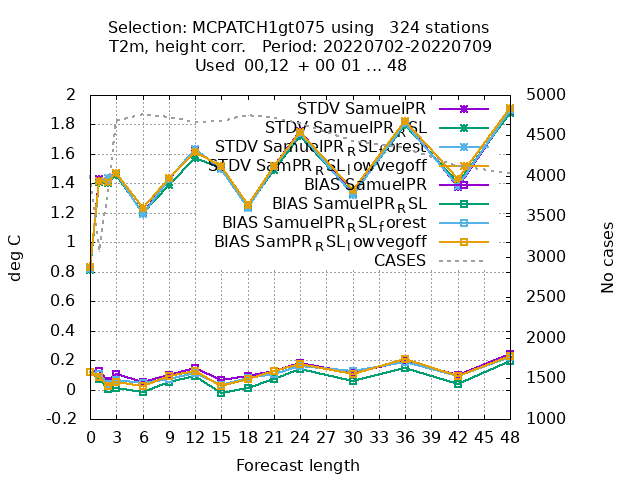 Selection: MCPATCH1gt075 using 324 stations
T2m, height corr. Period: 20220702-20220709
Used 00,12 + 00 01 ... 48
STDV SamuelPR
STDV SamuelPR_RSL
STDV SamuelPR_RSL_forest
STDV SamPR_RSL_lowvegoff
BIAS SamuelPR
BIAS SamuelPR_RSL
BIAS SamuelPR_RSL_forest
BIAS SamPR_RSL_lowvegoff
CASES
2
1.8
1.6
1.4
1.2
1
0.8
0.6
0.4
0.2
0
-0.2
deg C
5000
4500
4000
3500
3000
2500
2000
1500
1000
No cases
0 3 6 9 12 15 18 21 24 27 30 33 36 39 42 45 48
Forecast length